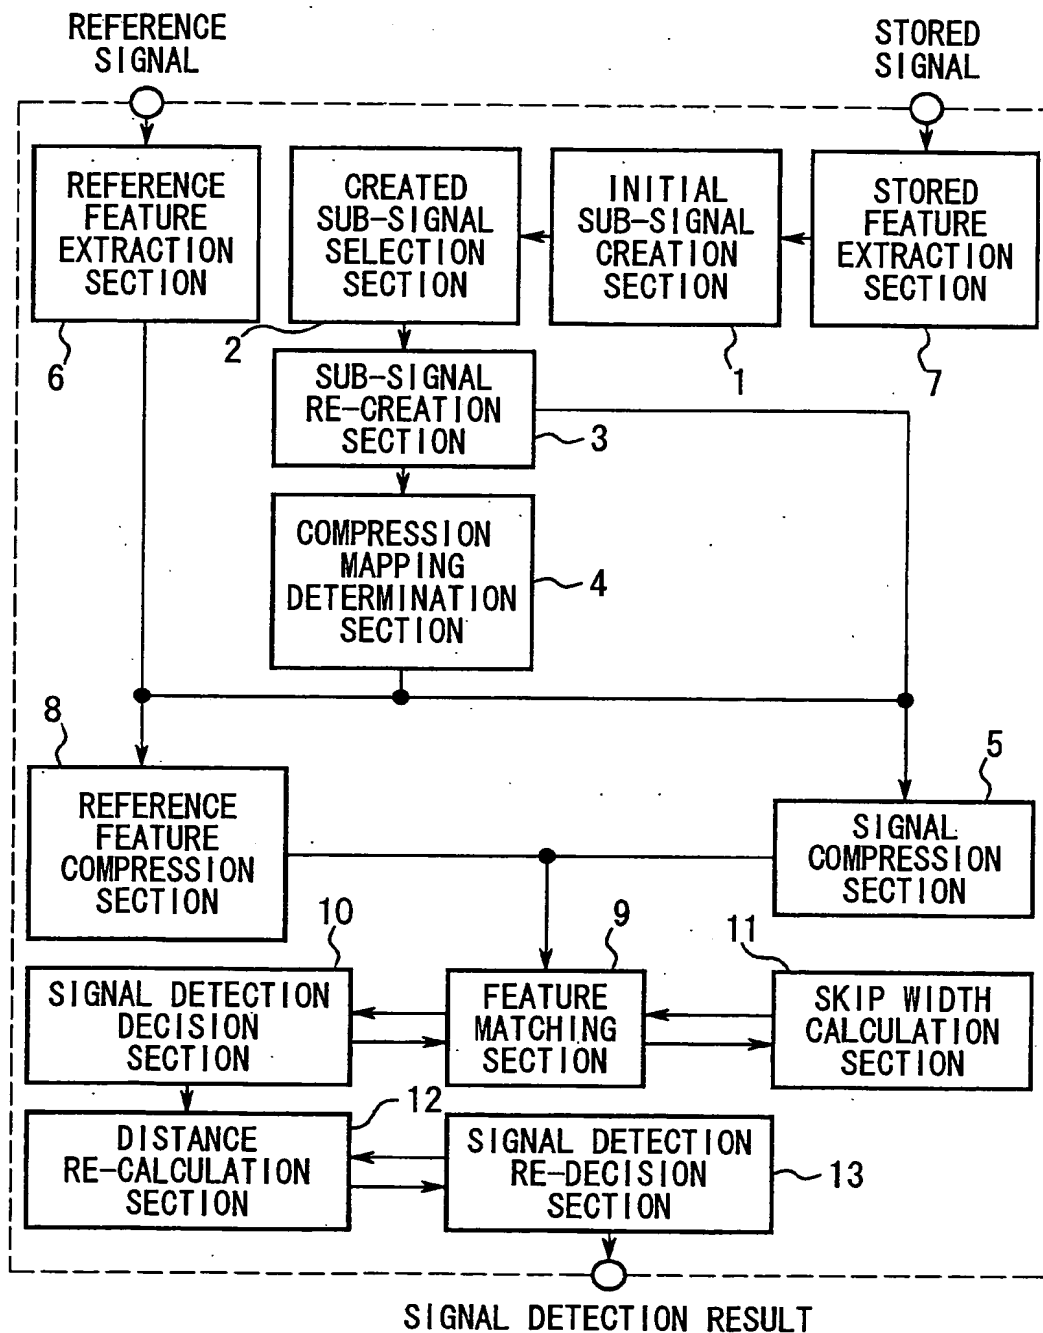 REFERENCE
SIGNAL
STORED
SIGNAL
REFERENCE
FEATURE
EXTRACTION
SECTION
6
CREATED
SUB-SIGNAL
SELECTION
SECTION
2
INITIAL
SUB-SIGNAL
CREATION
SECTION
1
STORED
FEATURE
EXTRACTION
SECTION
7
SUB-SIGNAL
RE-CREATION
SECTION
3
COMPRESSION
MAPPING
DETERMINATION
SECTION
4
8
REFERENCE
FEATURE
COMPRESSION
SECTION
5
SIGNAL
COMPRESSION
SECTION
10
SIGNAL DETECTION
DECISION
SECTION
9
FEATURE
MATCHING
SECTION
11
SKIP WIDTH
CALCULATION
SECTION
12
DISTANCE
RE-CALCULATION
SECTION
SIGNAL DETECTION
RE-DECISION
SECTION
13
SIGNAL DETECTION RESULT